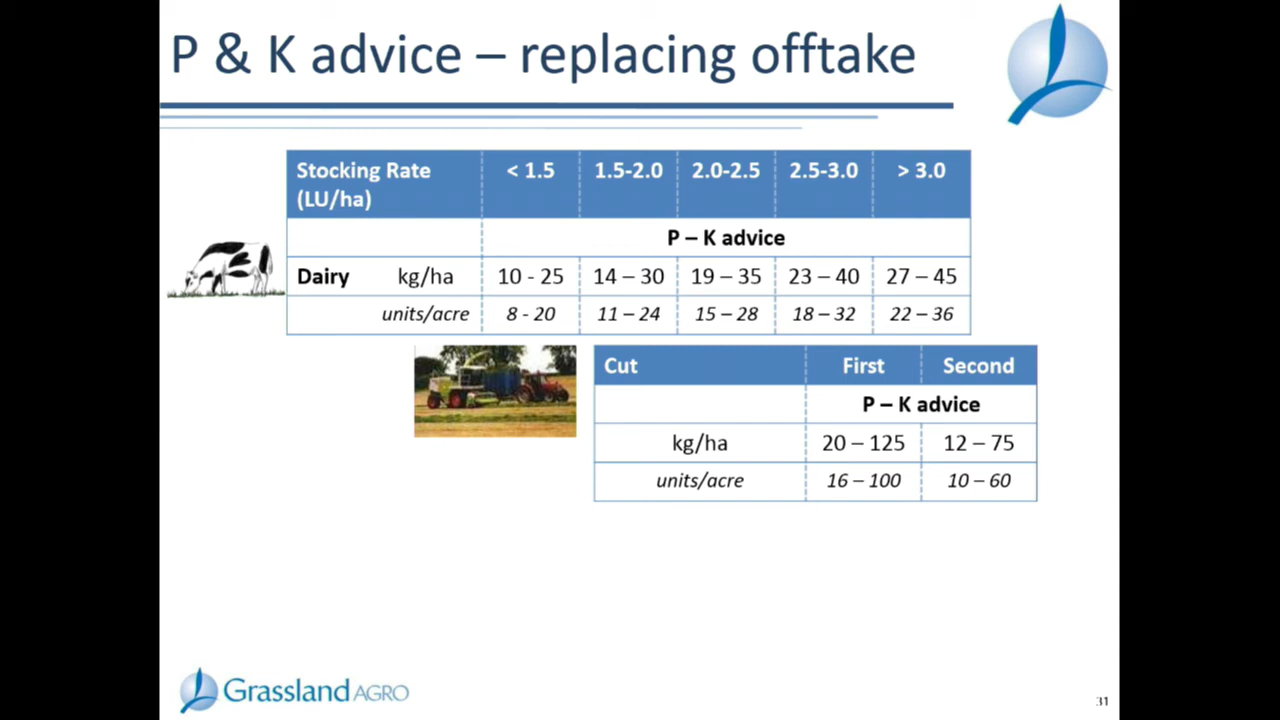 P & K advice – replacing offtake
Stocking Rate (LU/ha) < 1.5 1.5-2.0 2.0-2.5 2.5-3.0 > 3.0
P – K advice
Dairy kg/ha 10 - 25 14 – 30 19 – 35 23 – 40 27 – 45
units/acre 8 - 20 11 – 24 15 – 28 18 – 32 22 – 36
Cut First Second
P – K advice
kg/ha 20 – 125 12 – 75
units/acre 16 – 100 10 – 60
Grassland AGRO
31